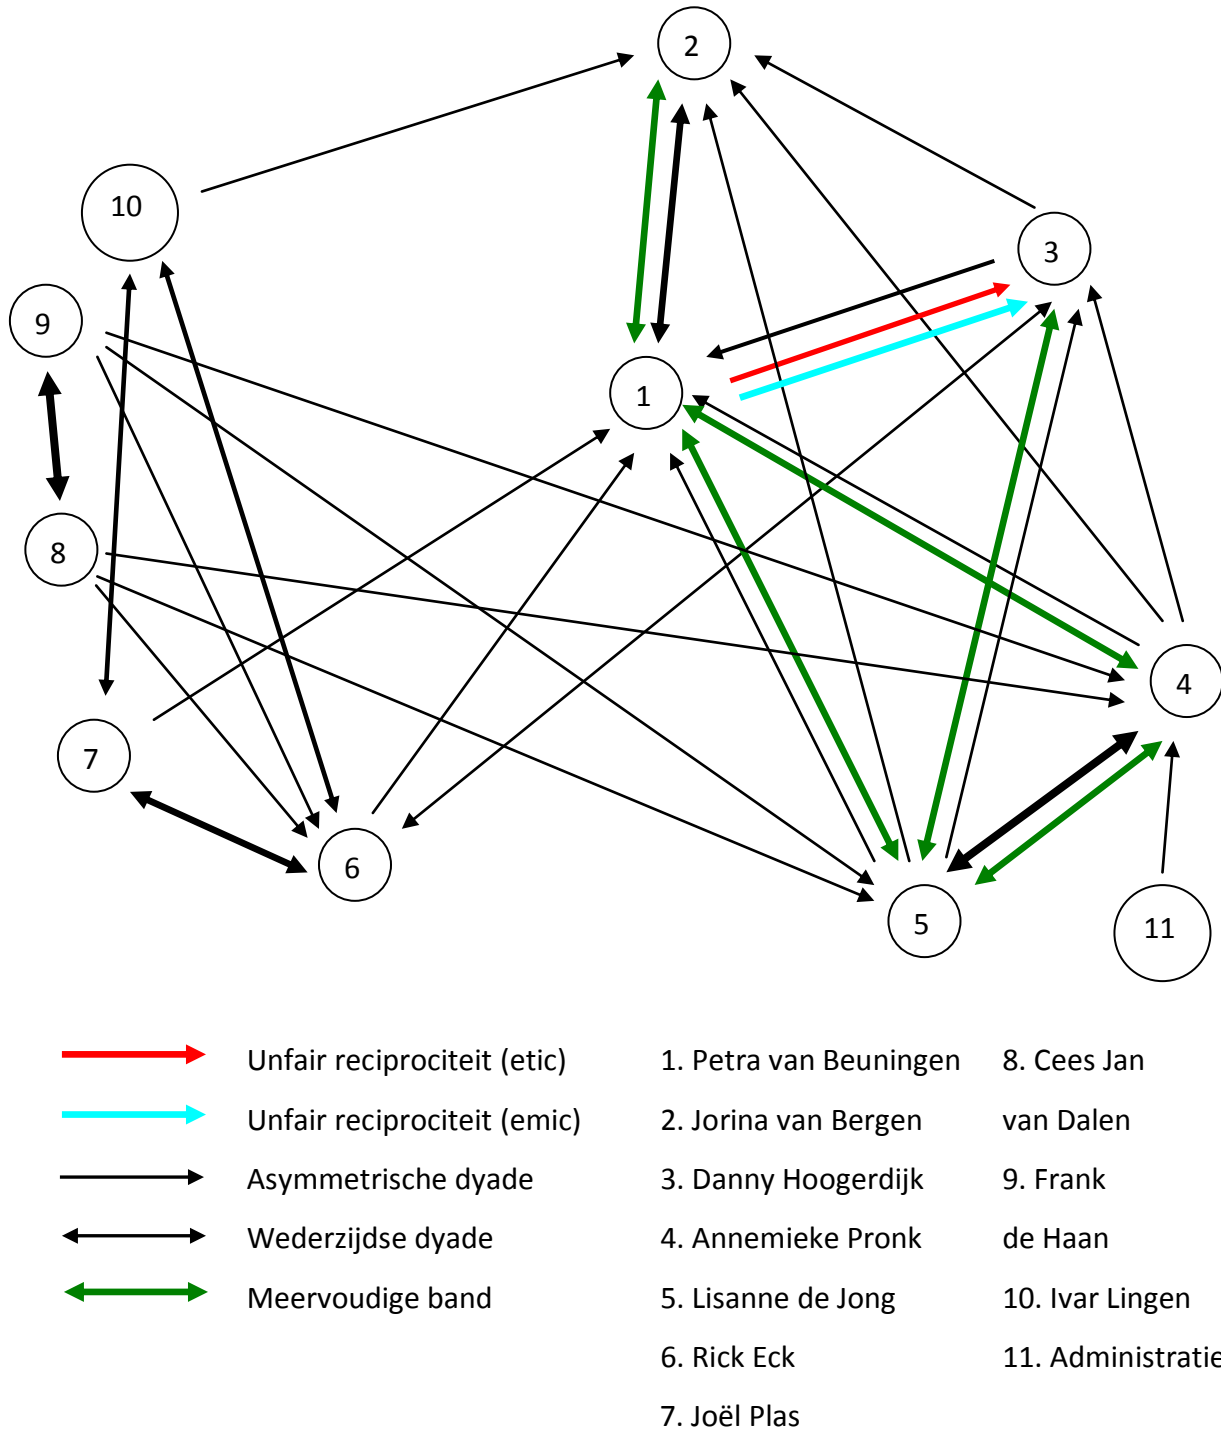 2
10
3
9
1
8
4
7
6
5
11
Unfair reciprociteit (etic)
Unfair reciprociteit (emic)
Asymmetrische dyade
Wederzijdse dyade
Meervoudige band
1. Petra van Beuningen
2. Jorina van Bergen
3. Danny Hoogerdijk
4. Annemieke Pronk
5. Lisanne de Jong
6. Rick Eck
7. Joël Plas
8. Cees Jan
van Dalen
9. Frank
de Haan
10. Ivar Lingen
11. Administratie